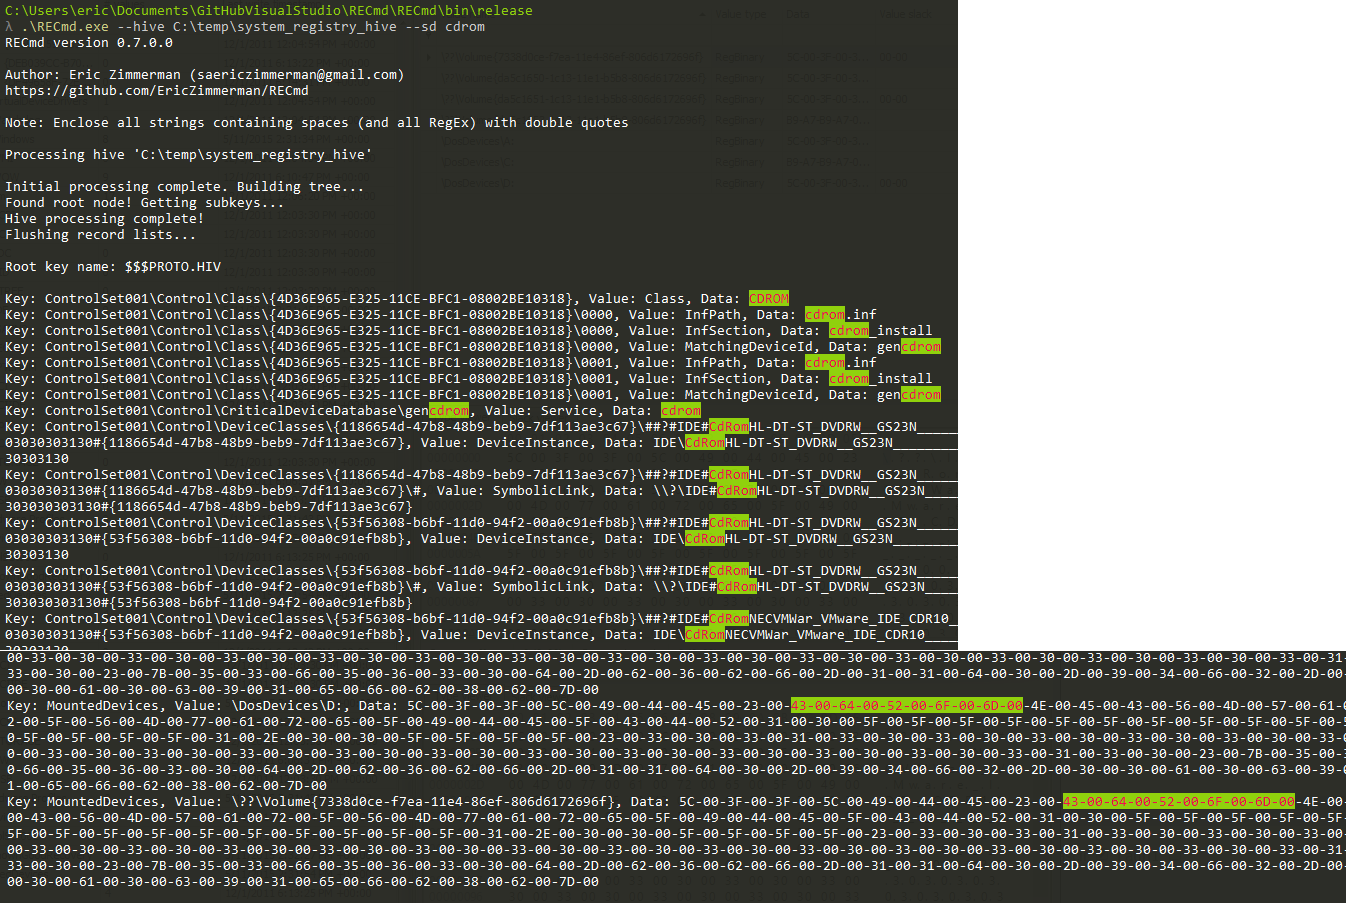 C:\Users\eric\Documents\GitHubVisualStudio\RECmd\RECmd\bin\release
λ .\RECmd.exe --hive C:\temp\system_registry_hive --sd cdrom
RECmd version 0.7.0.0
Author: Eric Zimmerman (saericzimmerman@gmail.com)
https://github.com/EricZimmerman/RECmd
Note: Enclose all strings containing spaces (and all RegEx) with double quotes
Processing hive 'C:\temp\system_registry_hive'
Initial processing complete. Building tree...
Found root node! Getting subkeys...
Hive processing complete!
Flushing record lists...
Root key name: $$$PROTO.HIV
Key: ControlSet001\Control\Class\{4D36E965-E325-11CE-BFC1-08002BE10318}, Value: Class, Data: CDROM
Key: ControlSet001\Control\Class\{4D36E965-E325-11CE-BFC1-08002BE10318}\0000, Value: InfPath, Data: cdrom.inf
Key: ControlSet001\Control\Class\{4D36E965-E325-11CE-BFC1-08002BE10318}\0000, Value: InfSection, Data: cdrom_install
Key: ControlSet001\Control\Class\{4D36E965-E325-11CE-BFC1-08002BE10318}\0000, Value: MatchingDeviceId, Data: gencdrom
Key: ControlSet001\Control\Class\{4D36E965-E325-11CE-BFC1-08002BE10318}\0001, Value: InfPath, Data: cdrom.inf
Key: ControlSet001\Control\Class\{4D36E965-E325-11CE-BFC1-08002BE10318}\0001, Value: InfSection, Data: cdrom_install
Key: ControlSet001\Control\Class\{4D36E965-E325-11CE-BFC1-08002BE10318}\0001, Value: MatchingDeviceId, Data: gencdrom
Key: ControlSet001\Control\CriticalDeviceDatabase\gencdrom, Value: Service, Data: cdrom
Key: ControlSet001\Control\DeviceClasses\{1186654d-47b8-48b9-beb9-7df113ae3c67}\##?#IDE#CdRomHL-DT-ST_DVDRW__GS23N______
03030303130#{1186654d-47b8-48b9-beb9-7df113ae3c67}, Value: DeviceInstance, Data: IDE\CdRomHL-DT-ST_DVDRW__GS23N_________
30303130
Key: ControlSet001\Control\DeviceClasses\{1186654d-47b8-48b9-beb9-7df113ae3c67}\##?#IDE#CdRomHL-DT-ST_DVDRW__GS23N______
03030303130#{1186654d-47b8-48b9-beb9-7df113ae3c67}\#, Value: SymbolicLink, Data: \\?\IDE#CdRomHL-DT-ST_DVDRW__GS23N_____
303030303130#{1186654d-47b8-48b9-beb9-7df113ae3c67}
Key: ControlSet001\Control\DeviceClasses\{53f56308-b6bf-11d0-94f2-00a0c91efb8b}\##?#IDE#CdRomHL-DT-ST_DVDRW__GS23N______
03030303130#{53f56308-b6bf-11d0-94f2-00a0c91efb8b}, Value: DeviceInstance, Data: IDE\CdRomHL-DT-ST_DVDRW__GS23N_________
30303130
Key: ControlSet001\Control\DeviceClasses\{53f56308-b6bf-11d0-94f2-00a0c91efb8b}\##?#IDE#CdRomHL-DT-ST_DVDRW__GS23N______
03030303130#{53f56308-b6bf-11d0-94f2-00a0c91efb8b}\#, Value: SymbolicLink, Data: \\?\IDE#CdRomHL-DT-ST_DVDRW__GS23N_____
303030303130#{53f56308-b6bf-11d0-94f2-00a0c91efb8b}
Key: ControlSet001\Control\DeviceClasses\{53f56308-b6bf-11d0-94f2-00a0c91efb8b}\##?#IDE#CdRomNECVMWar_VMware_IDE_CDR10_
03030303130#{53f56308-b6bf-11d0-94f2-00a0c91efb8b}, Value: DeviceInstance, Data: IDE\CdRomNECVMWar_VMware_IDE_CDR10_____
30303130
00-33-00-30-00-33-00-30-00-33-00-30-00-33-00-30-00-33-00-30-00-33-00-30-00-33-00-30-00-33-00-30-00-33-00-30-00-33-00-30-00-33-00-30-00-33-00-30-00-33-00-30-00-33-00-31-
33-00-30-00-23-00-7B-00-35-00-33-00-66-00-35-00-36-00-33-00-30-00-64-00-2D-00-62-00-36-00-62-00-66-00-2D-00-31-00-31-00-64-00-30-00-2D-00-39-00-34-00-66-00-32-00-2D-00-
00-30-00-61-00-30-00-63-00-39-00-31-00-65-00-66-00-62-00-38-00-62-00-7D-00
Key: MountedDevices, Value: \DosDevices\D:, Data: 5C-00-3F-00-3F-00-5C-00-49-00-44-00-45-00-23-00-43-00-64-00-52-00-6F-00-6D-00-4E-00-45-00-43-00-56-00-4D-00-57-00-61-0
2-00-5F-00-56-00-4D-00-77-00-61-00-72-00-65-00-5F-00-49-00-44-00-45-00-5F-00-43-00-44-00-52-00-31-00-30-00-5F-00-5F-00-5F-00-5F-00-5F-00-5F-00-5F-00-5F-00-5F-00-5F-0
0-5F-00-5F-00-5F-00-5F-00-31-00-2E-00-30-00-30-00-5F-00-5F-00-5F-00-5F-00-5F-00-23-00-33-00-30-00-33-00-31-00-33-00-30-00-33-00-30-00-33-00-30-00-33-00-30-00-33-0
0-00-33-00-30-00-33-00-30-00-33-00-30-00-33-00-30-00-33-00-30-00-33-00-30-00-33-00-30-00-33-00-30-00-33-00-30-00-33-00-30-00-33-00-31-00-33-00-30-00-23-00-7B-00-35-00-3
0-66-00-35-00-36-00-33-00-30-00-64-00-2D-00-62-00-36-00-62-00-66-00-2D-00-31-00-31-00-64-00-30-00-2D-00-39-00-34-00-66-00-32-00-2D-00-30-00-30-00-61-00-30-00-63-00-39-0
1-00-65-00-66-00-62-00-38-00-62-00-7D-00
Key: MountedDevices, Value: \??\Volume{7338d0ce-f7ea-11e4-86ef-806d6172696f}, Data: 5C-00-3F-00-3F-00-5C-00-49-00-44-00-45-00-23-00-43-00-64-00-52-00-6F-00-6D-00-4E-00-
00-43-00-56-00-4D-00-57-00-61-00-72-00-5F-00-56-00-4D-00-77-00-61-00-72-00-65-00-5F-00-49-00-44-00-45-00-5F-00-43-00-44-00-52-00-31-00-30-00-5F-00-5F-00-5F-00-5F-00-5F-
5F-00-5F-00-5F-00-5F-00-5F-00-5F-00-5F-00-5F-00-5F-00-5F-00-31-00-2E-00-30-00-30-00-5F-00-5F-00-5F-00-5F-00-23-00-33-00-30-00-33-00-31-00-33-00-30-00-33-00-30-00-33-
00-33-00-30-00-33-00-30-00-33-00-30-00-33-00-30-00-33-00-30-00-33-00-30-00-33-00-30-00-33-00-30-00-33-00-30-00-33-00-30-00-33-00-30-00-33-00-30-00-33-00-30-00-33-00-31-
33-00-30-00-23-00-7B-00-35-00-33-00-66-00-35-00-36-00-33-00-30-00-64-00-2D-00-62-00-36-00-62-00-66-00-2D-00-31-00-31-00-64-00-30-00-2D-00-39-00-34-00-66-00-32-00-2D-00-
00-30-00-61-00-30-00-63-00-39-00-31-00-65-00-66-00-62-00-38-00-62-00-7D-00